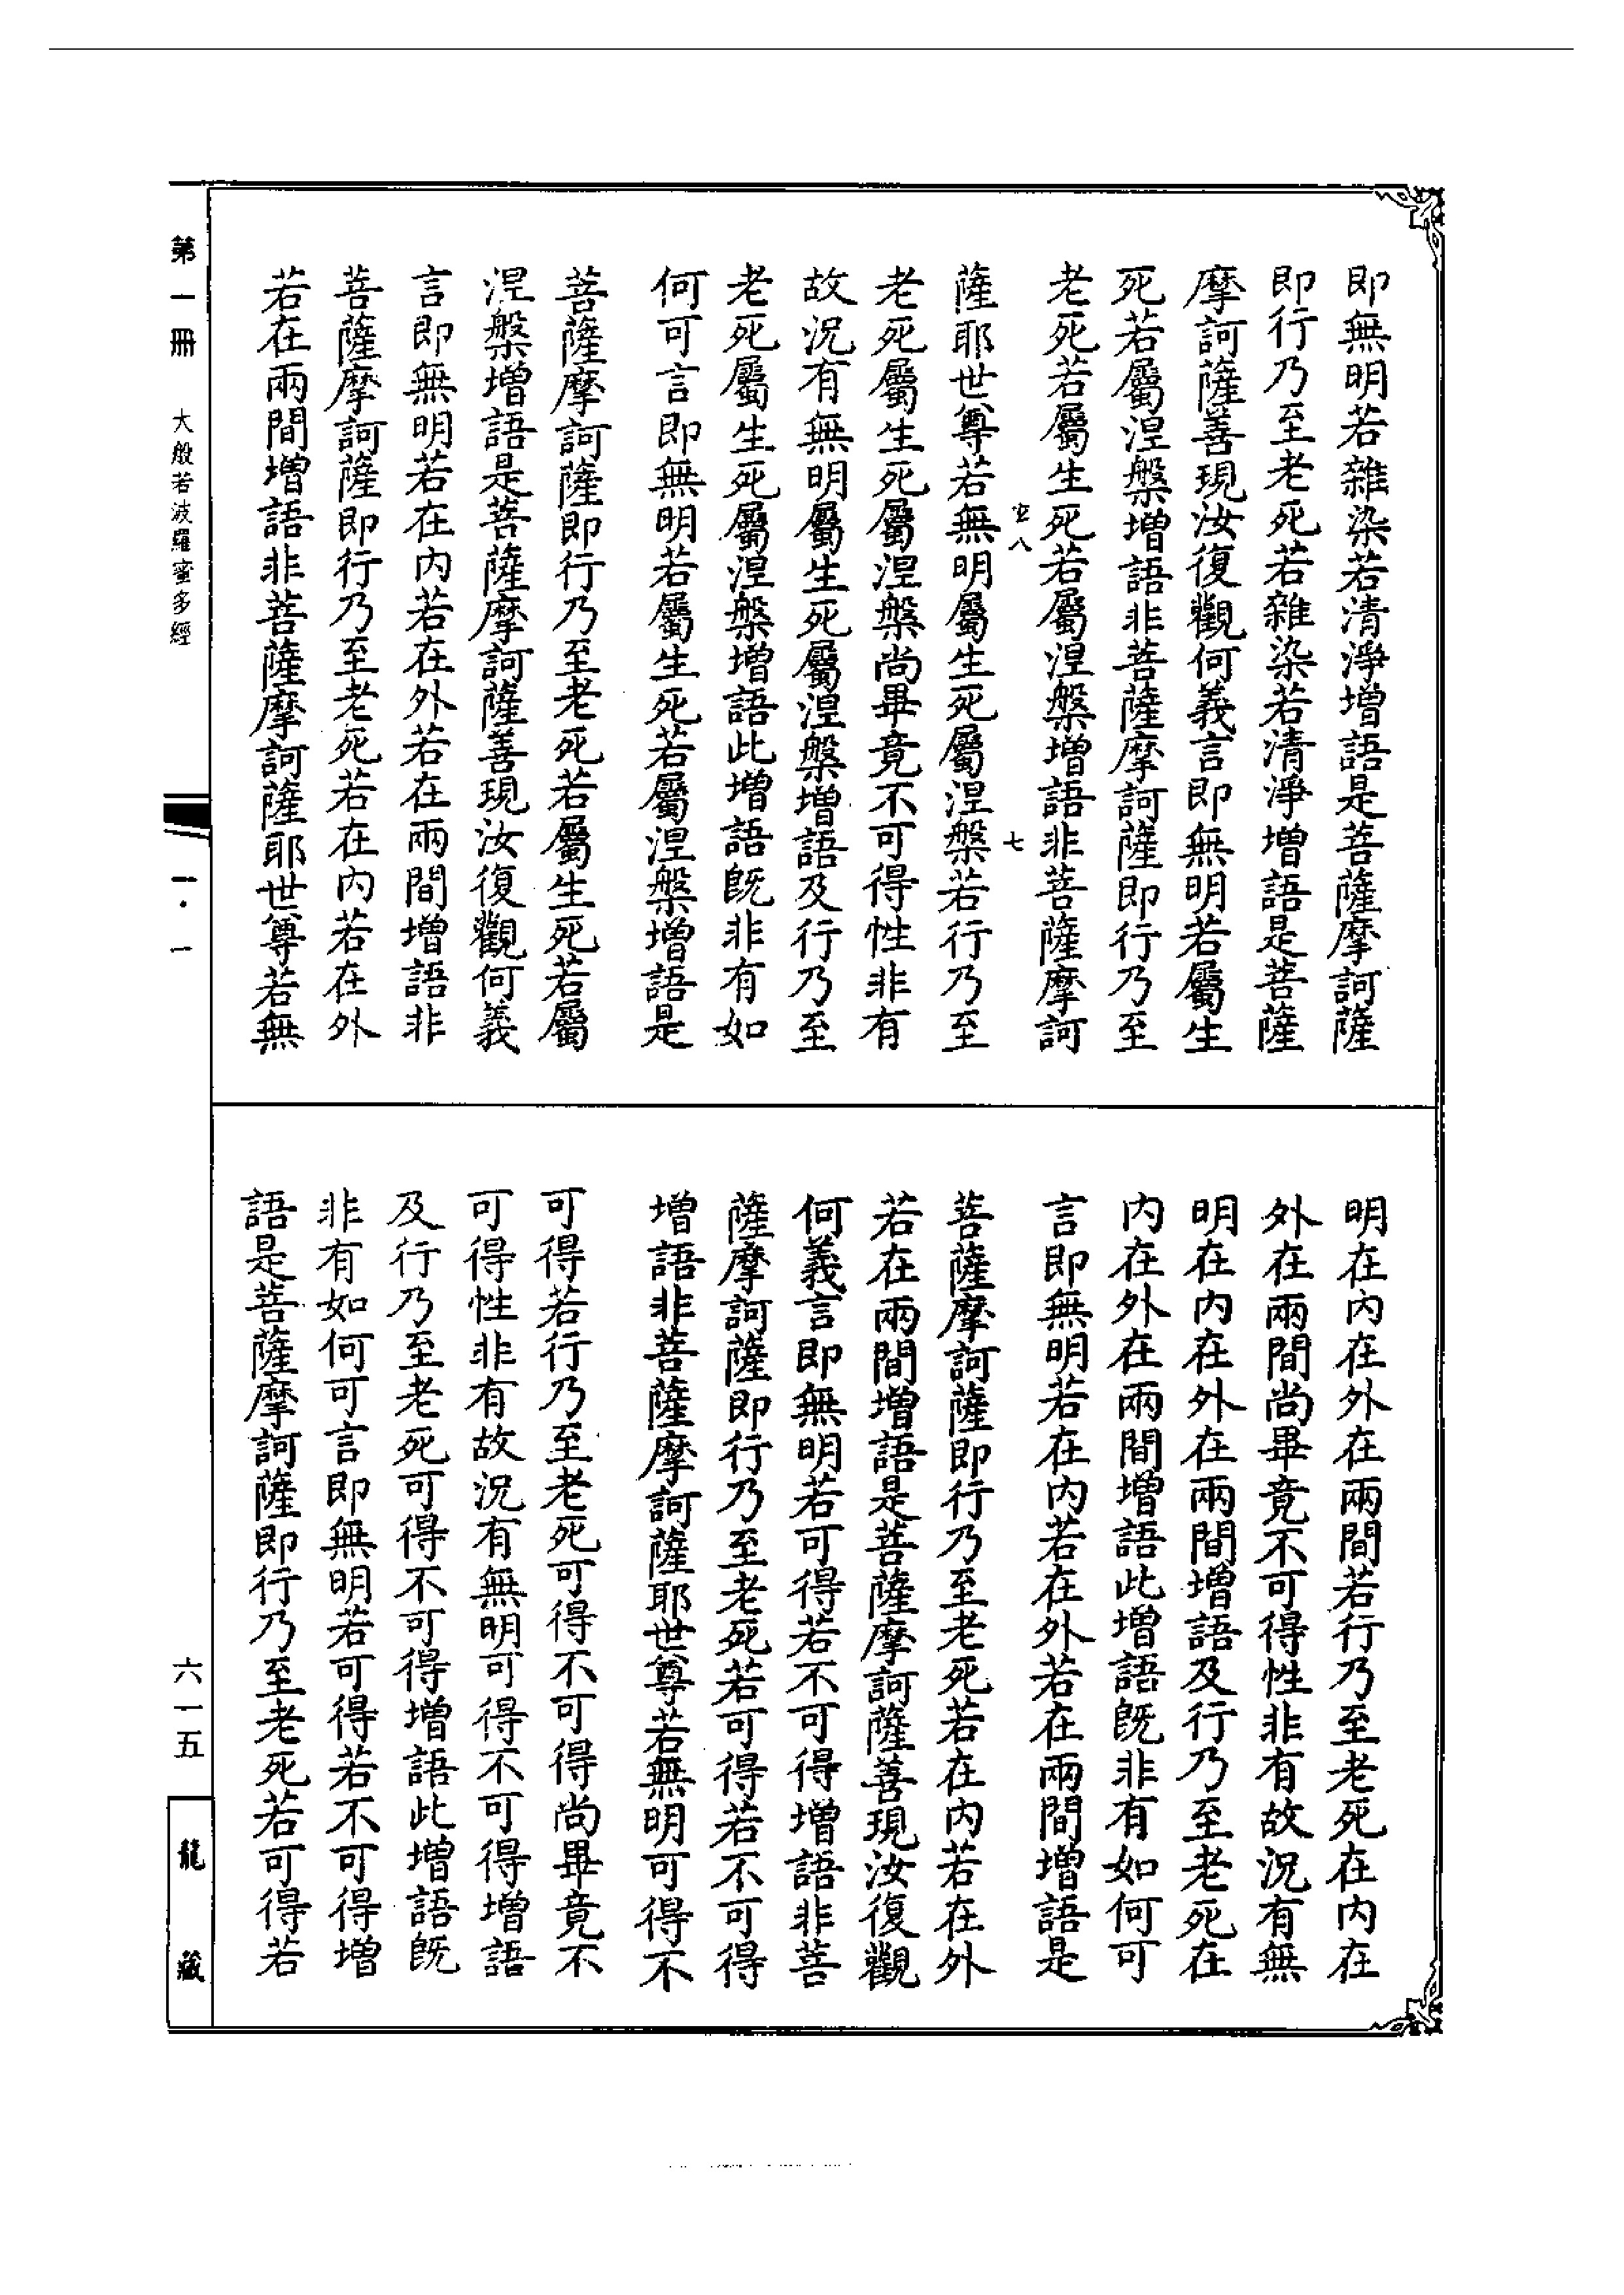 即無明若雜染若清淨增語是菩薩摩訶薩
即行乃至老死若雜染若清淨增語是菩薩
摩訶薩善現汝復觀何義言即無明若屬生
死若屬涅槃增語非菩薩摩訶薩即行乃至
老死若屬生死若屬涅槃增語非菩薩摩訶
八 七
薩耶世尊若無明屬生死屬涅槃若行乃至
老死屬生死屬涅槃尚畢竟不可得性非有
故況有無明屬生死屬涅槃增語及行乃至
老死屬生死屬涅槃增語此增語既非有如
何可言即無明若屬生死若屬涅槃增語是
菩薩摩訶薩即行乃至老死若屬生死若屬
涅槃增語是菩薩摩訶薩善現汝復觀何義
言即無明若在內若在外若在兩間增語非
菩薩摩訶薩即行乃至老死若在內若在外
若在兩間增語非菩薩摩訶薩耶世尊若無
明在內在外在兩間若行乃至老死在內在
外在兩間尚畢竟不可得性非有故況有無
明在內在外在兩間增語及行乃至老死在
內在外在兩間增語此增語既非有如何可
言即無明若在內若在外若在兩間增語是
菩薩摩訶薩即行乃至老死若在內若在外
若在兩間增語是菩薩摩訶薩善現汝復觀
何義言即無明若可得若不可得增語非菩
薩摩訶薩即行乃至老死若可得若不可得
增語非菩薩摩訶薩耶世尊若無明可得不
可得若行乃至老死可得不可得尚畢竟不
可得性非有故況有無明可得不可得增語
及行乃至老死可得不可得增語此增語既
非有如何可言即無明若可得若不可得增
語是菩薩摩訶薩即行乃至老死若可得若
第一冊 大般若波羅蜜多經 一·一 六一五 龍藏